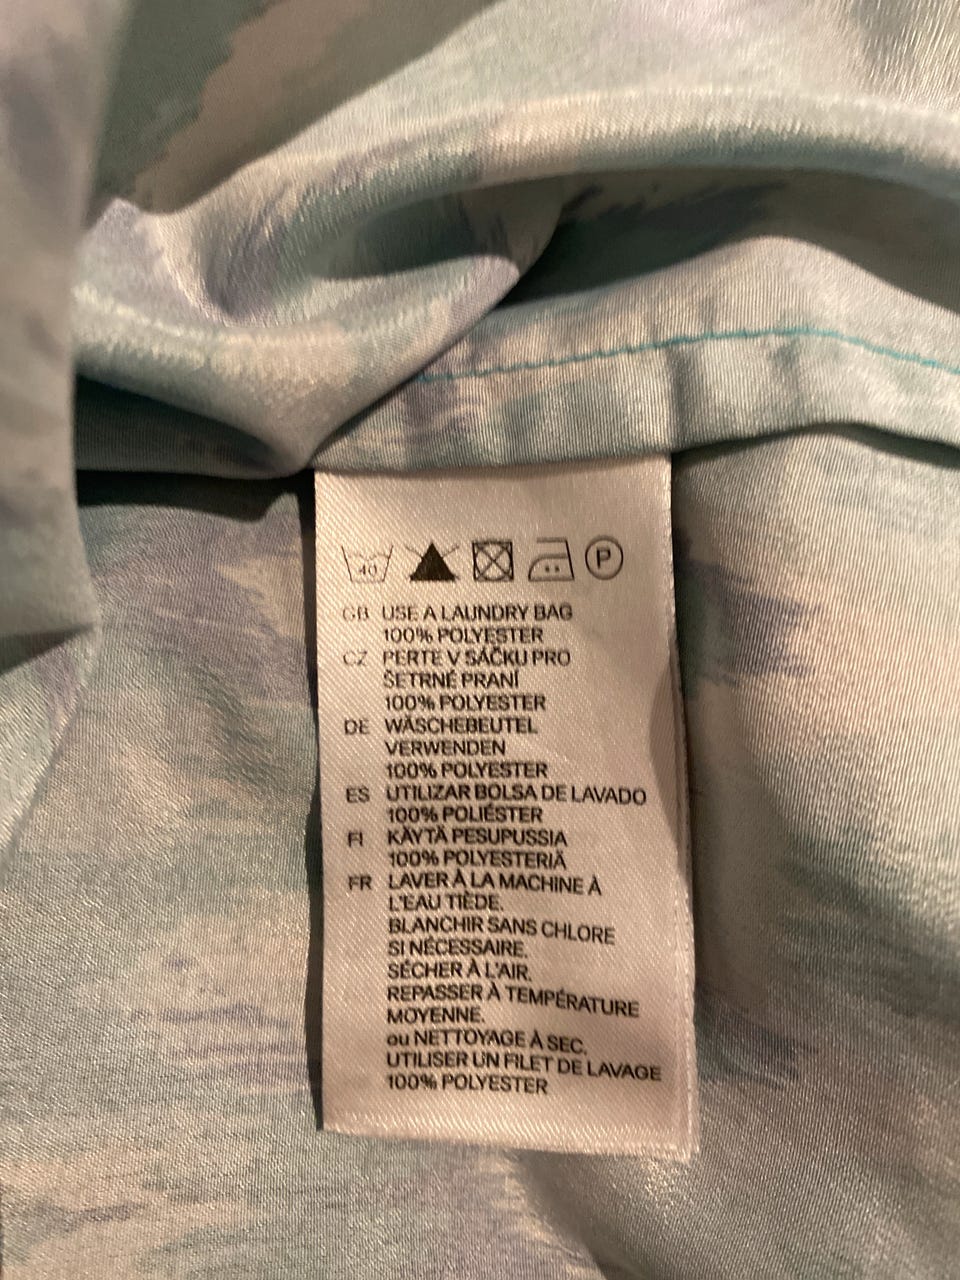 40 P
GB USE A LAUNDRY BAG
100% POLYESTER
CZ PERTE V SÁČKU PRO
ŠETRNÉ PRANÍ
100% POLYESTER
DE WÄSCHEBEUTEL
VERWENDEN
100% POLYESTER
ES UTILIZAR BOLSA DE LAVADO
100% POLIÉSTER
FI KÄYTÄ PESUPUSSIA
100% POLYESTERIÄ
FR LAVER À LA MACHINE À
L'EAU TIÈDE.
BLANCHIR SANS CHLORE
SI NÉCESSAIRE.
SÉCHER À L'AIR.
REPASSER À TEMPÉRATURE
MOYENNE.
ou NETTOYAGE À SEC.
UTILISER UN FILET DE LAVAGE
100% POLYESTER